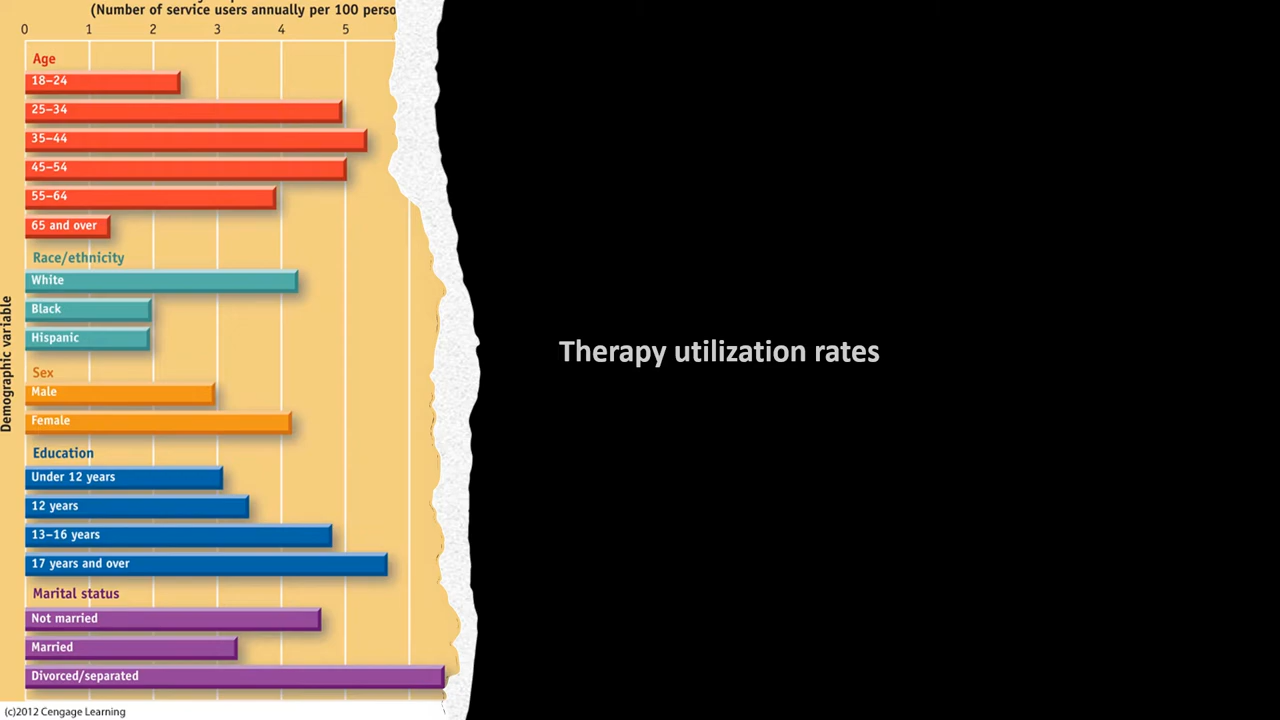 (Number of service users annually per 100 perso
0 1 2 3 4 5
Age
18–24
25–34
35–44
45–54
55–64
65 and over
Race/ethnicity
White
Black
Hispanic
Sex
Male
Female
Education
Under 12 years
12 years
13–16 years
17 years and over
Marital status
Not married
Married
Divorced/separated
Demographic variable
(c)2012 Cengage Learning
Therapy utilization rates